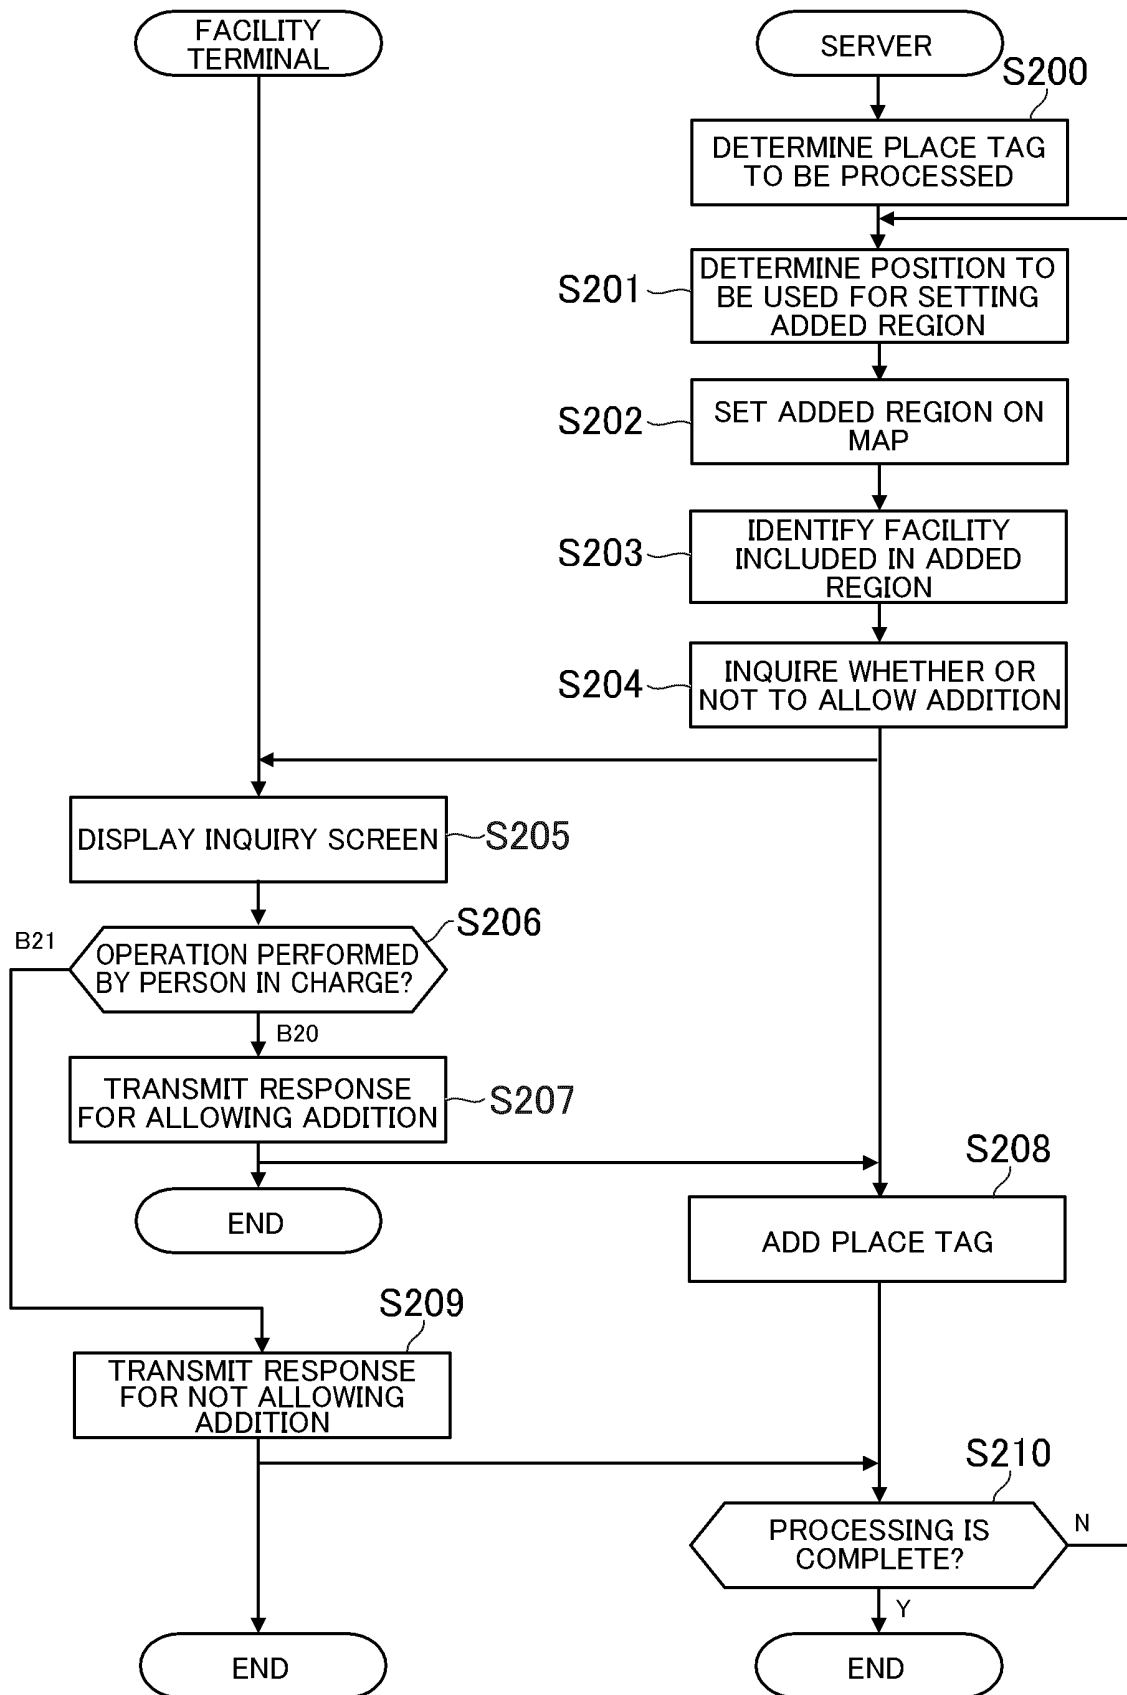 FACILITY
TERMINAL
SERVER
S200
DETERMINE PLACE TAG
TO BE PROCESSED
S201
DETERMINE POSITION TO
BE USED FOR SETTING
ADDED REGION
S202
SET ADDED REGION ON
MAP
S203
IDENTIFY FACILITY
INCLUDED IN ADDED
REGION
S204
INQUIRE WHETHER OR
NOT TO ALLOW ADDITION
DISPLAY INQUIRY SCREEN
S205
S206
B21
OPERATION PERFORMED
BY PERSON IN CHARGE?
B20
TRANSMIT RESPONSE
FOR ALLOWING ADDITION
S207
S208
END
ADD PLACE TAG
S209
TRANSMIT RESPONSE
FOR NOT ALLOWING
ADDITION
S210
PROCESSING IS
COMPLETE?
N
Y
END
END